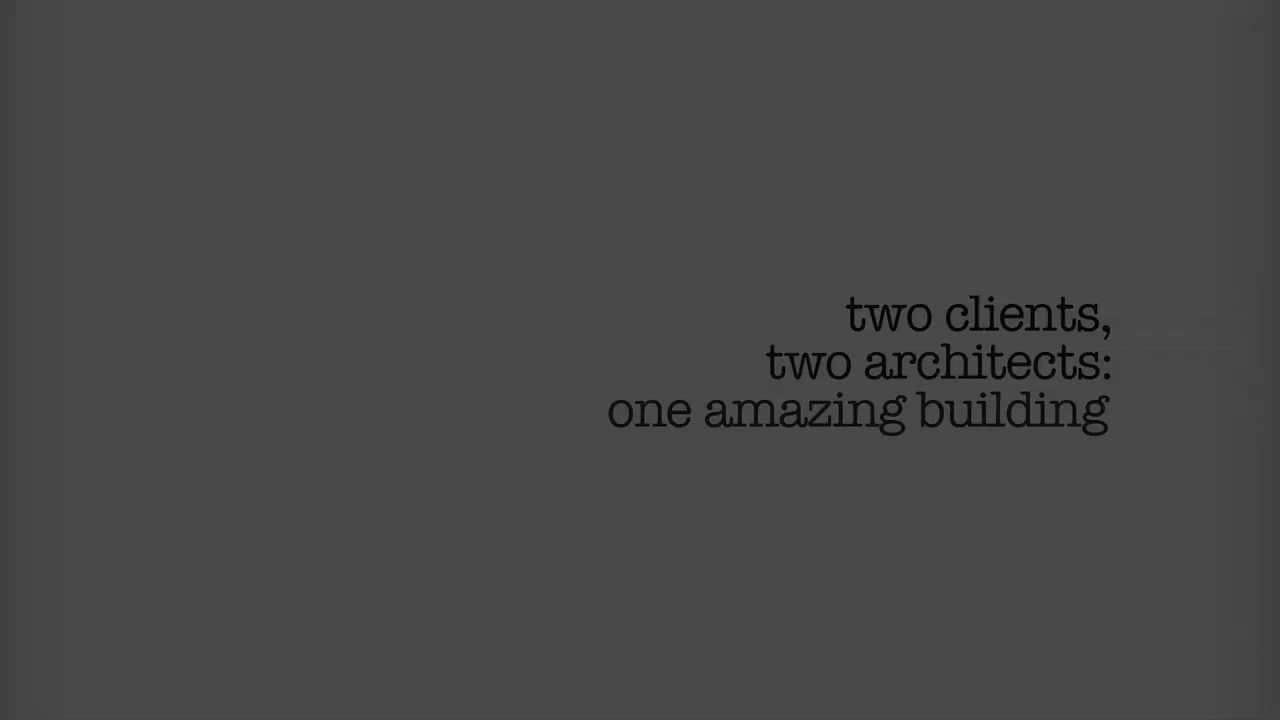 two clients,
two architects:
one amazing building